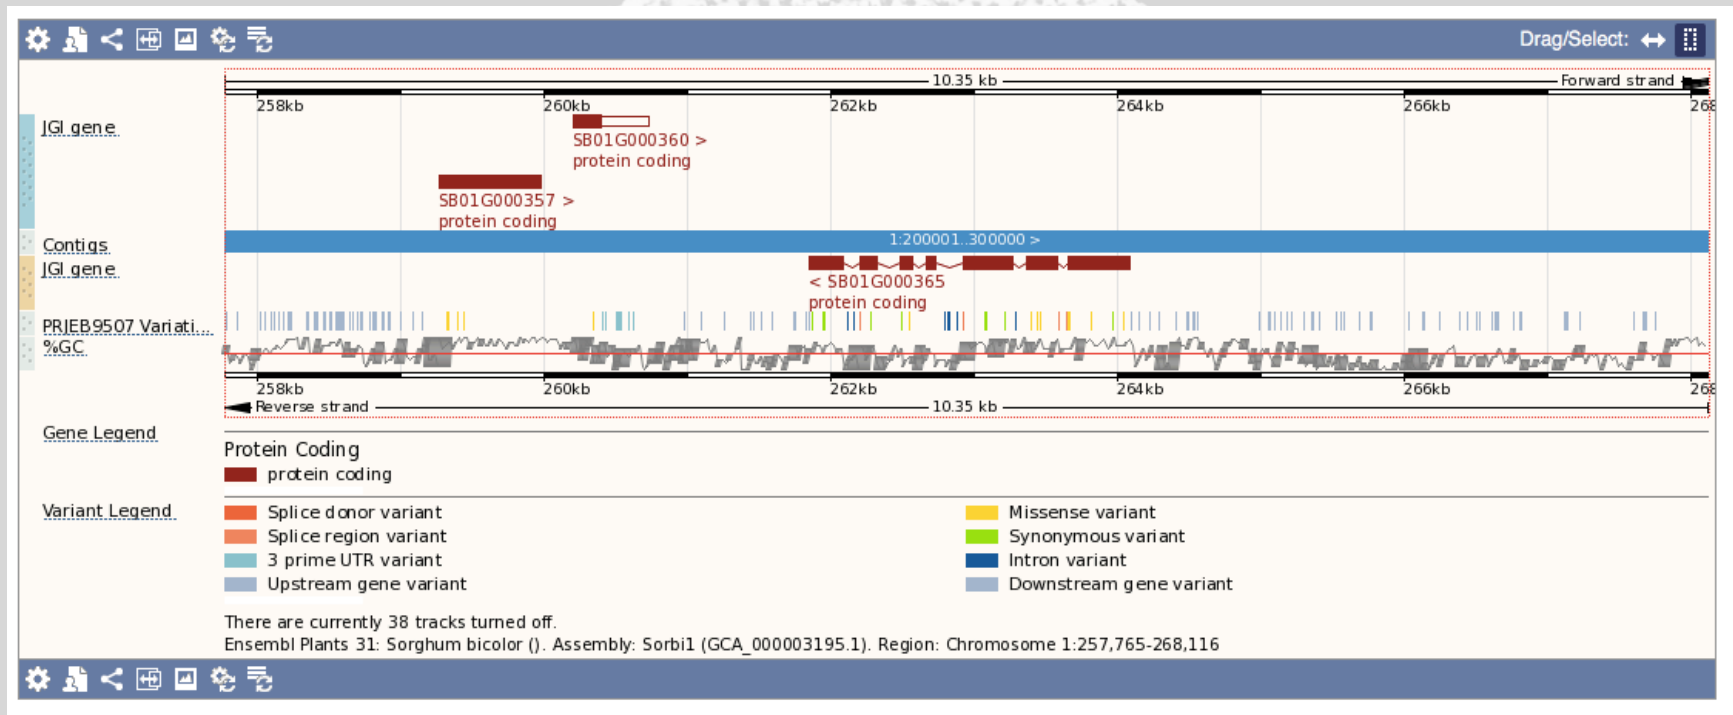 Drag/Select:
10.35 kb Forward strand
258kb 260kb 262kb 264kb 266kb 268
JGI gene
SB01G000360 >
protein coding
SB01G000357 >
protein coding
Contigs 1:200001..300000 >
JGI gene
< SB01G000365
protein coding
PRJEB9507 Variati...
%GC
258kb 260kb 262kb 264kb 266kb 268
Reverse strand 10.35 kb
Gene Legend
Protein Coding
protein coding
Variant Legend
Splice donor variant Missense variant
Splice region variant Synonymous variant
3 prime UTR variant Intron variant
Upstream gene variant Downstream gene variant
There are currently 38 tracks turned off.
Ensembl Plants 31: Sorghum bicolor (). Assembly: Sorbi1 (GCA_000003195.1). Region: Chromosome 1:257,765-268,116